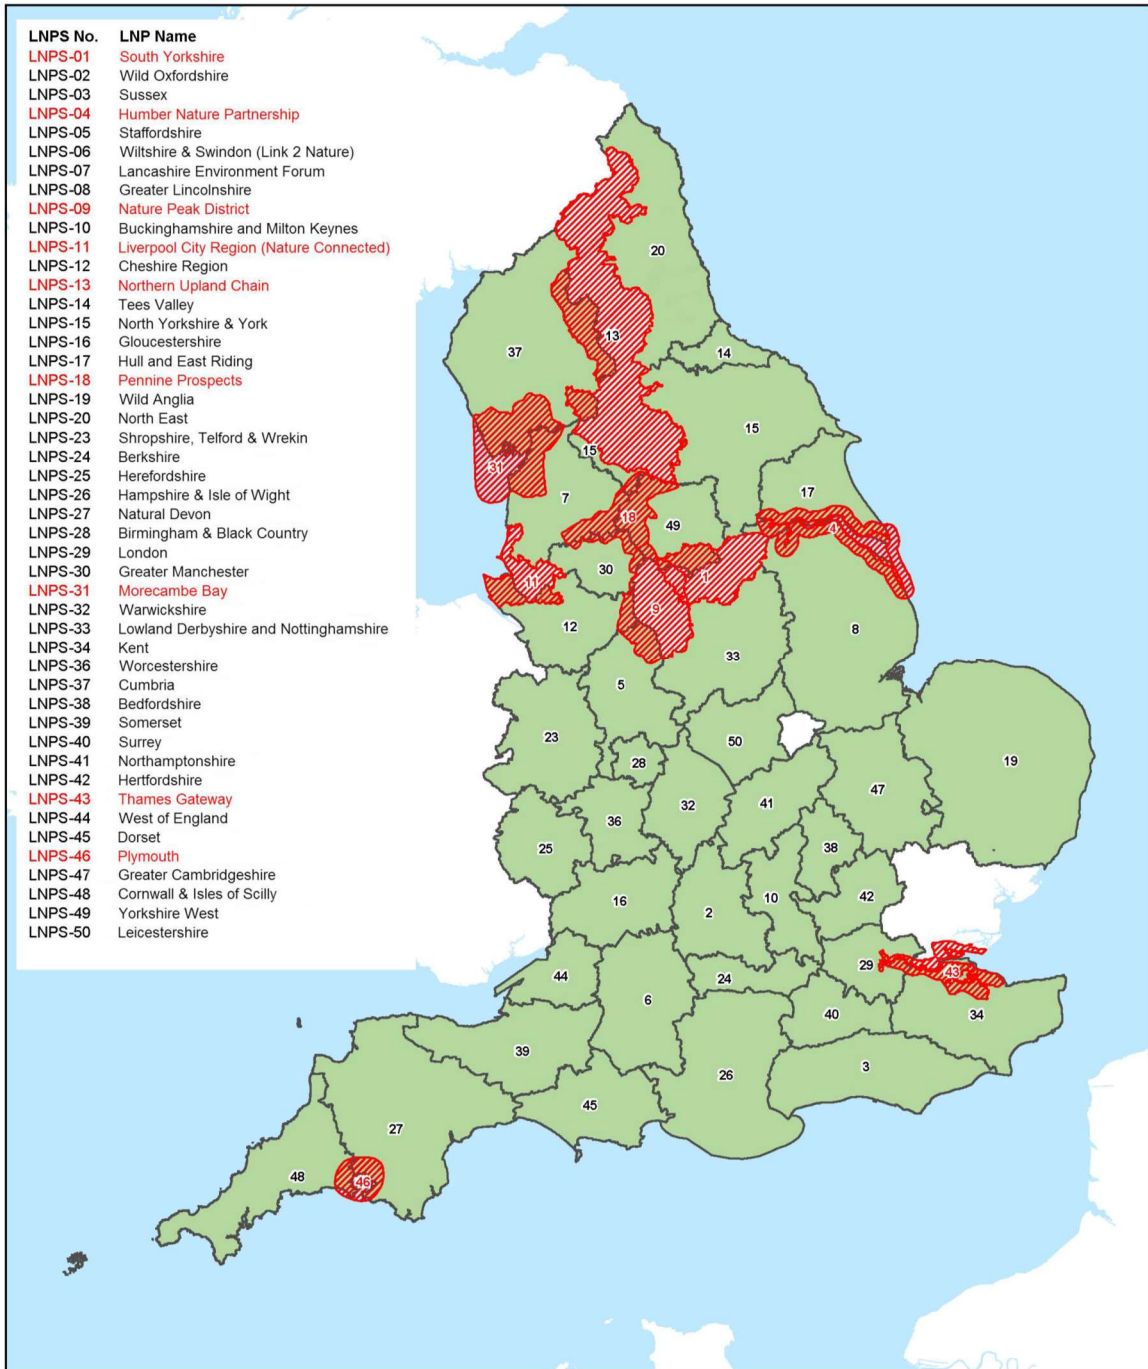 LNPS No. LNP Name
LNPS-01 South Yorkshire
LNPS-02 Wild Oxfordshire
LNPS-03 Sussex
LNPS-04 Humber Nature Partnership
LNPS-05 Staffordshire
LNPS-06 Wiltshire & Swindon (Link 2 Nature)
LNPS-07 Lancashire Environment Forum
LNPS-08 Greater Lincolnshire
LNPS-09 Nature Peak District
LNPS-10 Buckinghamshire and Milton Keynes
LNPS-11 Liverpool City Region (Nature Connected)
LNPS-12 Cheshire Region
LNPS-13 Northern Upland Chain
LNPS-14 Tees Valley
LNPS-15 North Yorkshire & York
LNPS-16 Gloucestershire
LNPS-17 Hull and East Riding
LNPS-18 Pennine Prospects
LNPS-19 Wild Anglia
LNPS-20 North East
LNPS-23 Shropshire, Telford & Wrekin
LNPS-24 Berkshire
LNPS-25 Herefordshire
LNPS-26 Hampshire & Isle of Wight
LNPS-27 Natural Devon
LNPS-28 Birmingham & Black Country
LNPS-29 London
LNPS-30 Greater Manchester
LNPS-31 Morecambe Bay
LNPS-32 Warwickshire
LNPS-33 Lowland Derbyshire and Nottinghamshire
LNPS-34 Kent
LNPS-36 Worcestershire
LNPS-37 Cumbria
LNPS-38 Bedfordshire
LNPS-39 Somerset
LNPS-40 Surrey
LNPS-41 Northamptonshire
LNPS-42 Hertfordshire
LNPS-43 Thames Gateway
LNPS-44 West of England
LNPS-45 Dorset
LNPS-46 Plymouth
LNPS-47 Greater Cambridgeshire
LNPS-48 Cornwall & Isles of Scilly
LNPS-49 Yorkshire West
LNPS-50 Leicestershire
20
13
37
14
15
15
31
17
7
18
49
4
30
1
11
9
12
8
33
5
23
50
28
19
47
32
41
36
25
38
42
10
16
2
29
43
44
24
6
40
34
39
3
26
45
27
48
46